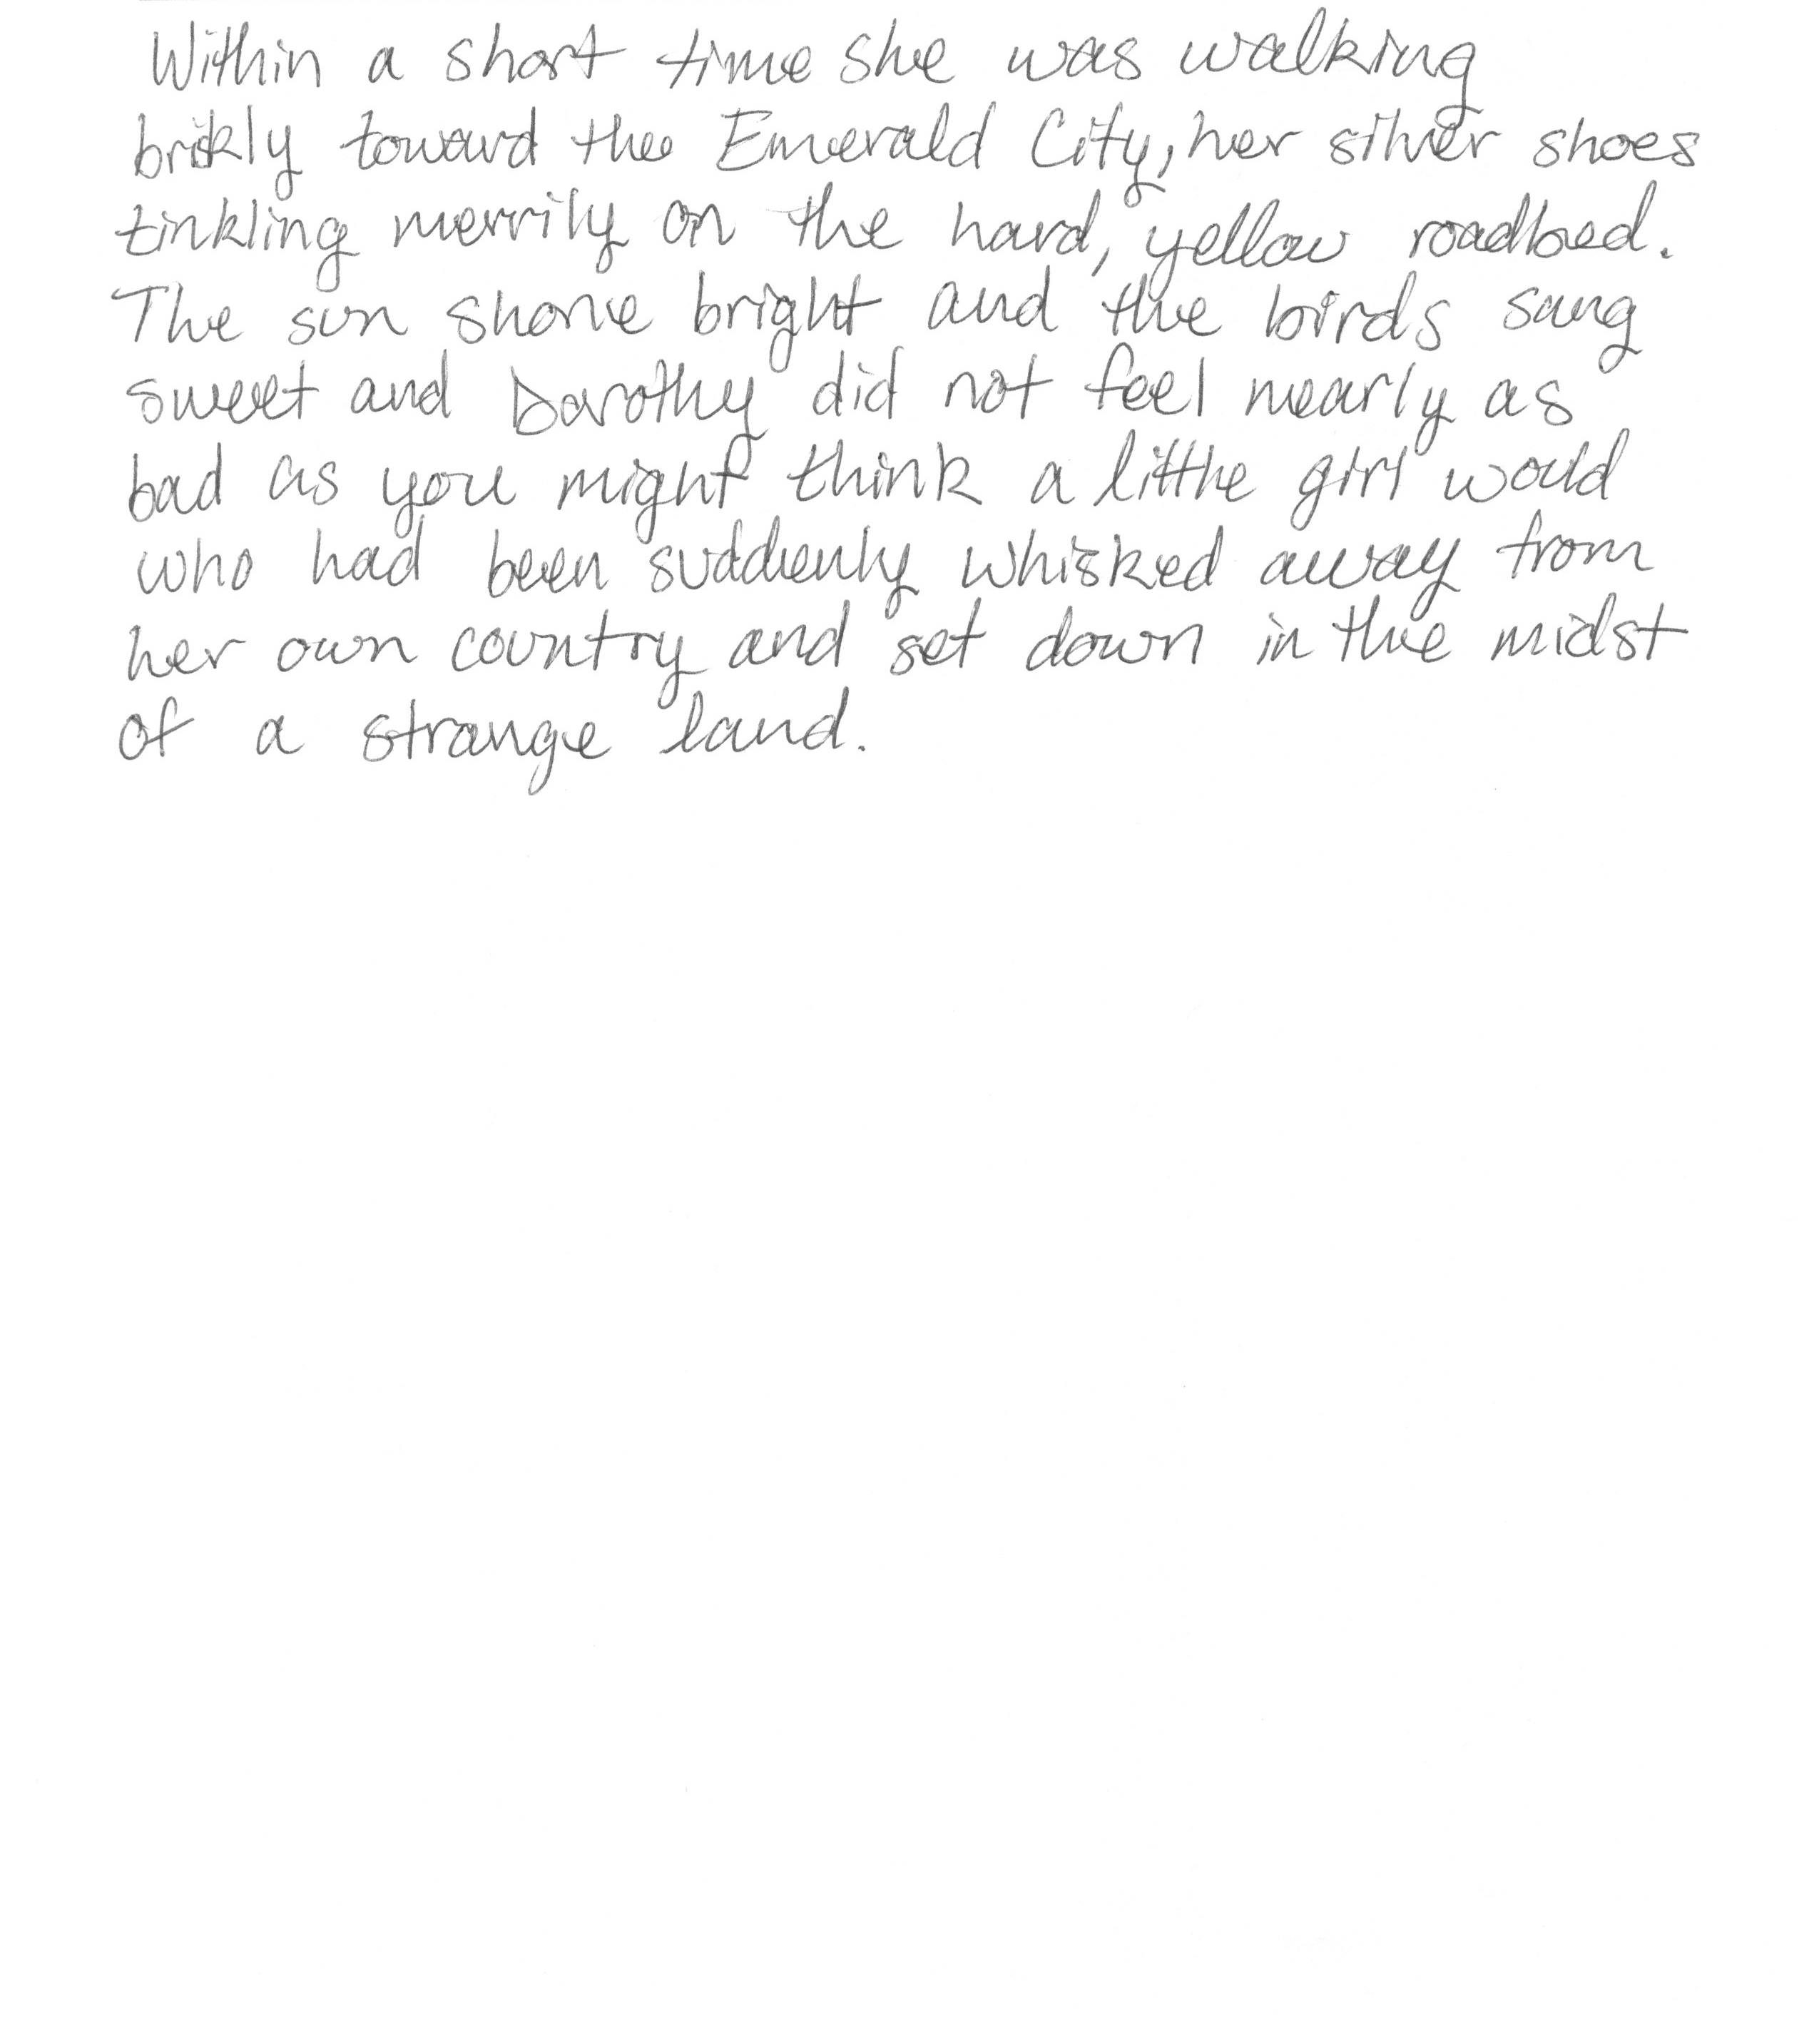 Within a short time she was walking
briskly toward the Emerald City, her silver shoes
tinkling merrily on the hard, yellow roadbed.
The sun shone bright and the birds sang
sweet and Dorothy did not feel nearly as
bad as you might think a little girl would
who had been suddenly whisked away from
her own country and set down in the midst
of a strange land.